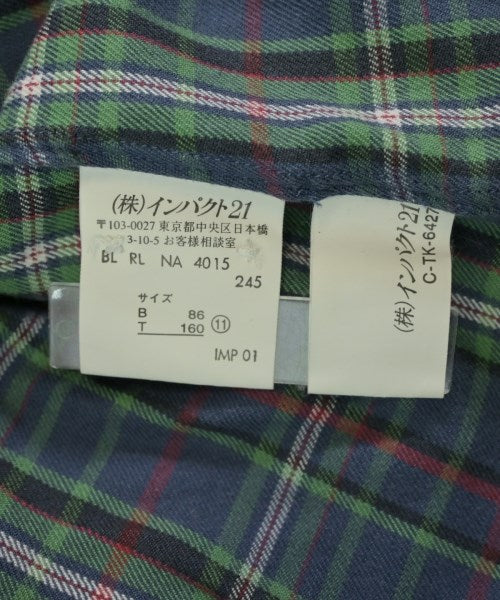 (株)インパクト21
〒103-0027 東京都中央区日本橋
3-10-5 お客様相談室
BL RL NA 4015
245
サイズ
B 86
T 160 ⑪
IMP 01
(株)インパクト21
C-TK-6427